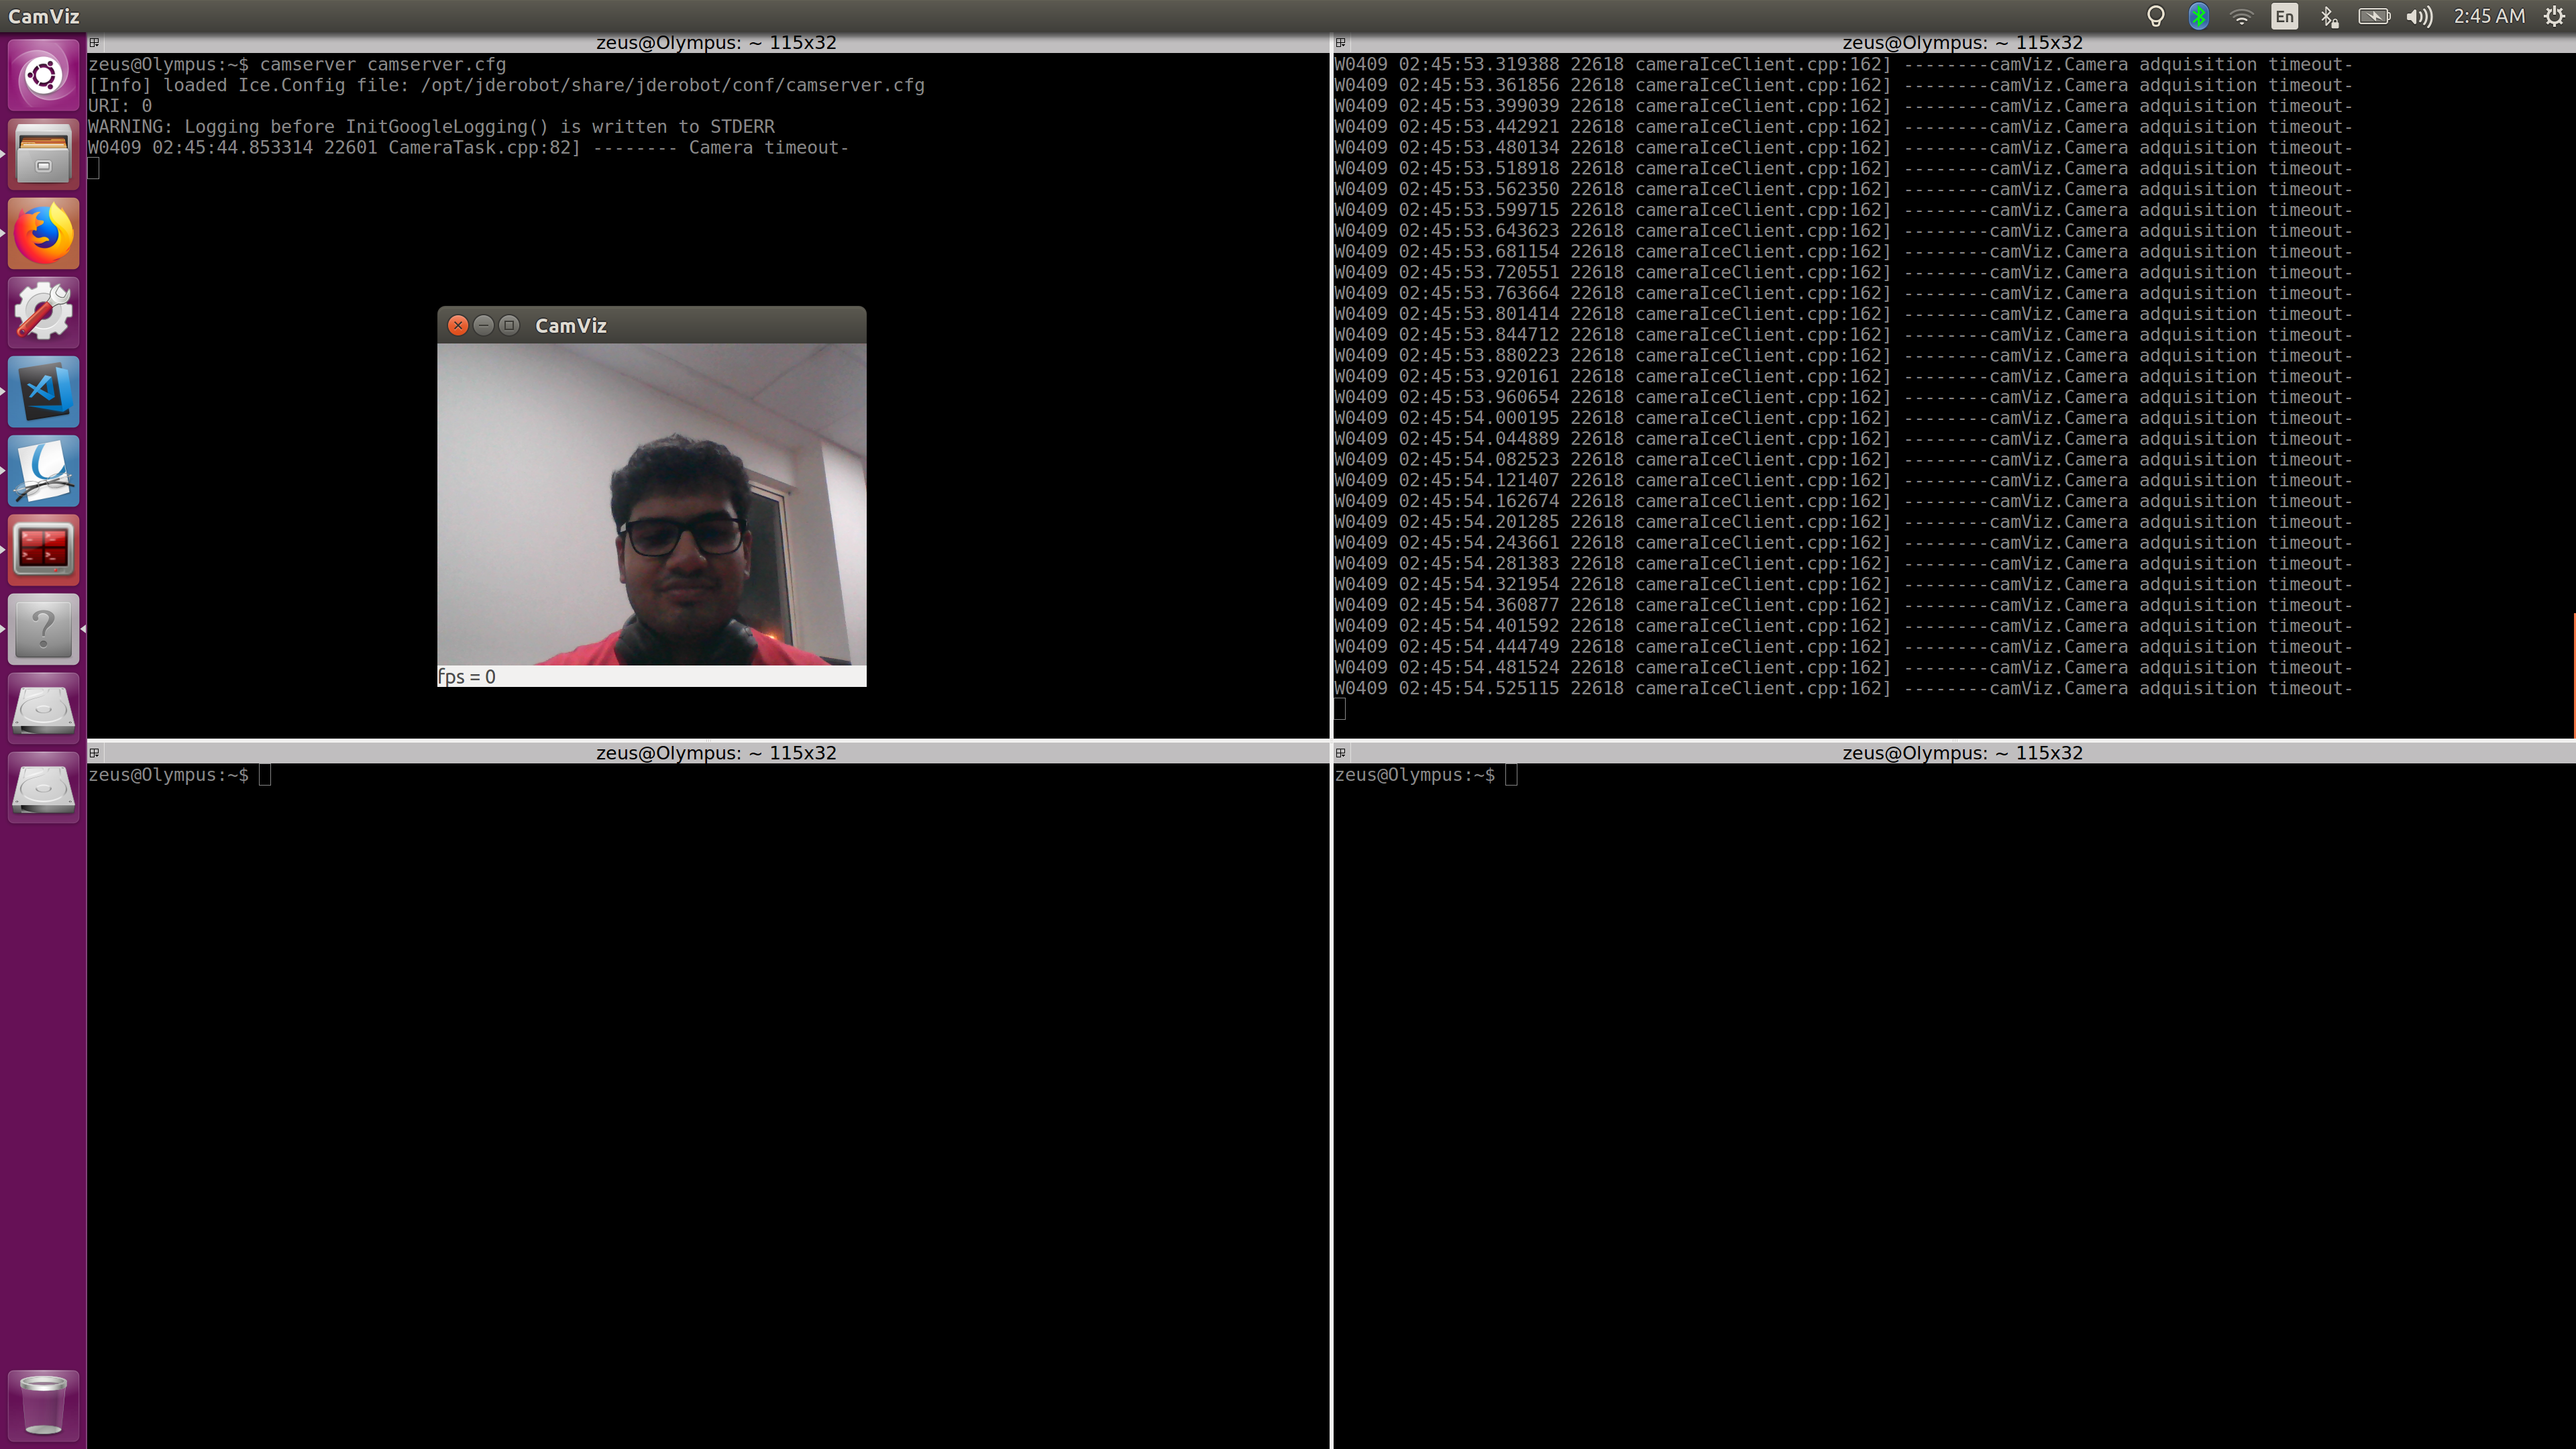 CamViz
En
2:45 AM
zeus@Olympus: ~ 115x32
zeus@Olympus:~$ camserver camserver.cfg
[Info] loaded Ice.Config file: /opt/jderobot/share/jderobot/conf/camserver.cfg
URI: 0
WARNING: Logging before InitGoogleLogging() is written to STDERR
W0409 02:45:44.853314 22601 CameraTask.cpp:82] -------- Camera timeout-
CamViz
fps = 0
zeus@Olympus: ~ 115x32
W0409 02:45:53.319388 22618 cameraIceClient.cpp:162] --------camViz.Camera adquisition timeout-
W0409 02:45:53.361856 22618 cameraIceClient.cpp:162] --------camViz.Camera adquisition timeout-
W0409 02:45:53.399039 22618 cameraIceClient.cpp:162] --------camViz.Camera adquisition timeout-
W0409 02:45:53.442921 22618 cameraIceClient.cpp:162] --------camViz.Camera adquisition timeout-
W0409 02:45:53.480134 22618 cameraIceClient.cpp:162] --------camViz.Camera adquisition timeout-
W0409 02:45:53.518918 22618 cameraIceClient.cpp:162] --------camViz.Camera adquisition timeout-
W0409 02:45:53.562350 22618 cameraIceClient.cpp:162] --------camViz.Camera adquisition timeout-
W0409 02:45:53.599715 22618 cameraIceClient.cpp:162] --------camViz.Camera adquisition timeout-
W0409 02:45:53.643623 22618 cameraIceClient.cpp:162] --------camViz.Camera adquisition timeout-
W0409 02:45:53.681154 22618 cameraIceClient.cpp:162] --------camViz.Camera adquisition timeout-
W0409 02:45:53.720551 22618 cameraIceClient.cpp:162] --------camViz.Camera adquisition timeout-
W0409 02:45:53.763664 22618 cameraIceClient.cpp:162] --------camViz.Camera adquisition timeout-
W0409 02:45:53.801414 22618 cameraIceClient.cpp:162] --------camViz.Camera adquisition timeout-
W0409 02:45:53.844712 22618 cameraIceClient.cpp:162] --------camViz.Camera adquisition timeout-
W0409 02:45:53.880223 22618 cameraIceClient.cpp:162] --------camViz.Camera adquisition timeout-
W0409 02:45:53.920161 22618 cameraIceClient.cpp:162] --------camViz.Camera adquisition timeout-
W0409 02:45:53.960654 22618 cameraIceClient.cpp:162] --------camViz.Camera adquisition timeout-
W0409 02:45:54.000195 22618 cameraIceClient.cpp:162] --------camViz.Camera adquisition timeout-
W0409 02:45:54.044889 22618 cameraIceClient.cpp:162] --------camViz.Camera adquisition timeout-
W0409 02:45:54.082523 22618 cameraIceClient.cpp:162] --------camViz.Camera adquisition timeout-
W0409 02:45:54.121407 22618 cameraIceClient.cpp:162] --------camViz.Camera adquisition timeout-
W0409 02:45:54.162674 22618 cameraIceClient.cpp:162] --------camViz.Camera adquisition timeout-
W0409 02:45:54.201285 22618 cameraIceClient.cpp:162] --------camViz.Camera adquisition timeout-
W0409 02:45:54.243661 22618 cameraIceClient.cpp:162] --------camViz.Camera adquisition timeout-
W0409 02:45:54.281383 22618 cameraIceClient.cpp:162] --------camViz.Camera adquisition timeout-
W0409 02:45:54.321954 22618 cameraIceClient.cpp:162] --------camViz.Camera adquisition timeout-
W0409 02:45:54.360877 22618 cameraIceClient.cpp:162] --------camViz.Camera adquisition timeout-
W0409 02:45:54.401592 22618 cameraIceClient.cpp:162] --------camViz.Camera adquisition timeout-
W0409 02:45:54.444749 22618 cameraIceClient.cpp:162] --------camViz.Camera adquisition timeout-
W0409 02:45:54.481524 22618 cameraIceClient.cpp:162] --------camViz.Camera adquisition timeout-
W0409 02:45:54.525115 22618 cameraIceClient.cpp:162] --------camViz.Camera adquisition timeout-
zeus@Olympus: ~ 115x32
zeus@Olympus:~$
zeus@Olympus: ~ 115x32
zeus@Olympus:~$